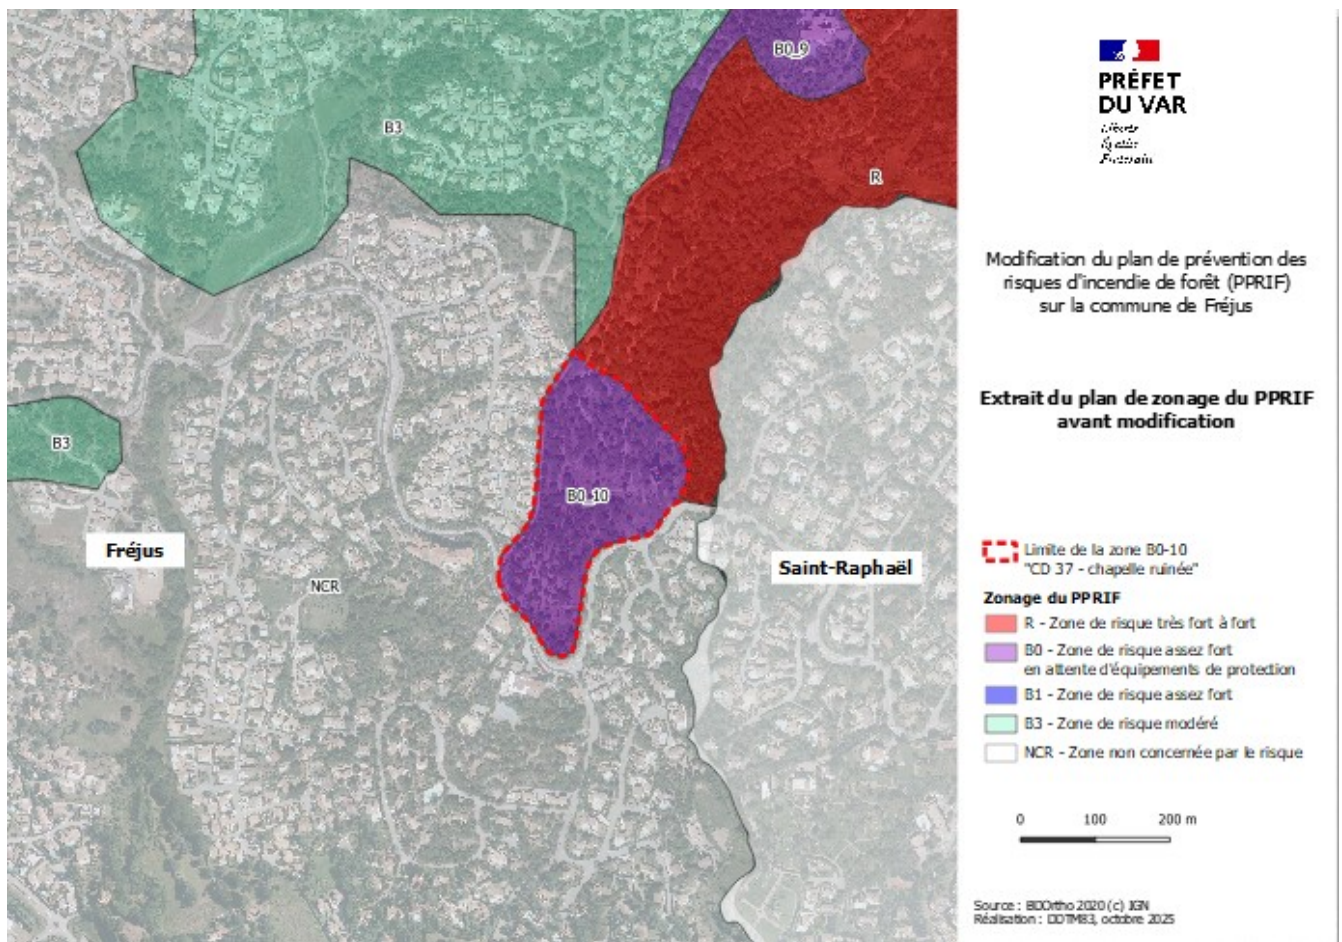 B0_9
B3
R
B3
B0_10
Fréjus
Saint-Raphaël
NCR
PRÉFET
DU VAR
Liberté
Égalité
Fraternité
Modification du plan de prévention des
risques d'incendie de forêt (PPRIF)
sur la commune de Fréjus
Extrait du plan de zonage du PPRIF
avant modification
Limite de la zone B0-10
"CD 37 - chapelle ruinée"
Zonage du PPRIF
R - Zone de risque très fort à fort
B0 - Zone de risque assez fort
en attente d'équipements de protection
B1 - Zone de risque assez fort
B3 - Zone de risque modéré
NCR - Zone non concernée par le risque
0 100 200 m
Source : BDOrtho 2020 (c) IGN
Réalisation : DDTM83, octobre 2025